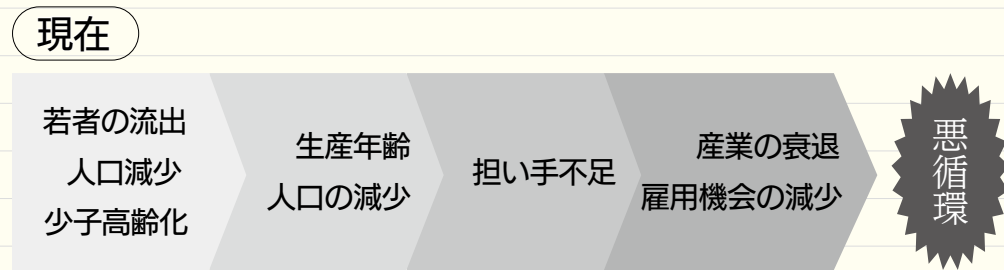 現在
若者の流出
人口減少
少子高齢化
生産年齢
人口の減少
担い手不足
産業の衰退
雇用機会の減少
悪循環